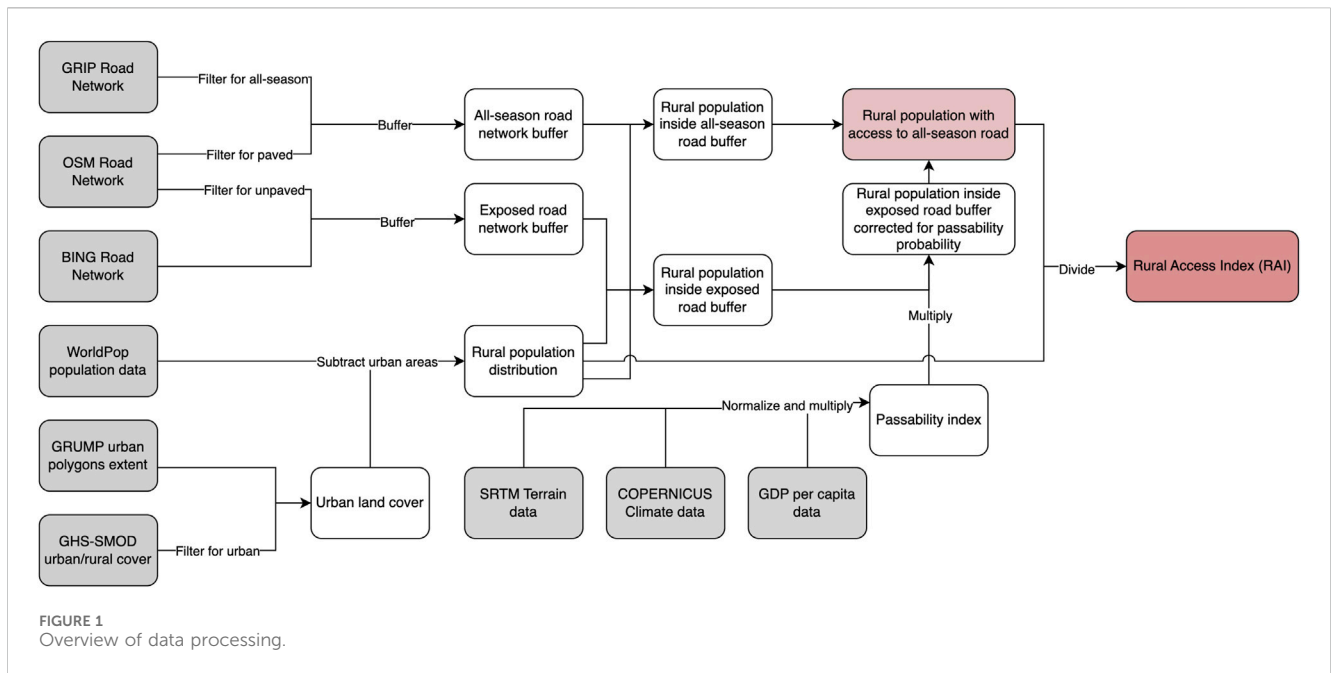 GRIP Road
Network
Filter for all-season
OSM Road
Network
Filter for paved
Filter for unpaved
BING Road
Network
Buffer
Buffer
All-season road
network buffer
Exposed road
network buffer
Rural population
inside all-season
road buffer
Rural population with
access to all-season road
Rural population inside
exposed road buffer
corrected for passability
probability
Rural population
inside exposed
road buffer
Multiply
Divide
Rural Access Index (RAI)
WorldPop
population data
Subtract urban areas
Rural population
distribution
Normalize and multiply
Passability index
GRUMP urban
polygons extent
GHS-SMOD
urban/rural cover
Filter for urban
Urban land cover
SRTM Terrain
data
COPERNICUS
Climate data
GDP per capita
data
FIGURE 1
Overview of data processing.